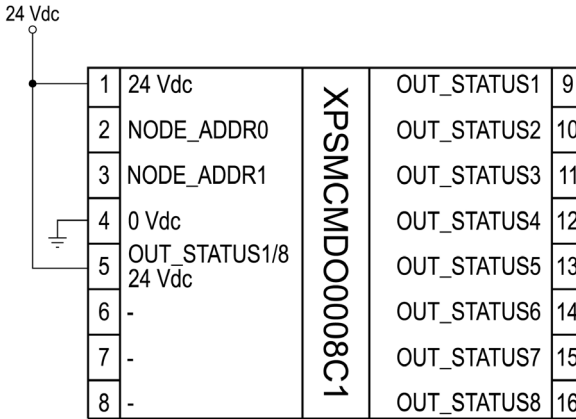 24 Vdc
1 24 Vdc
2 NODE_ADDR0
3 NODE_ADDR1
4 0 Vdc
5 OUT_STATUS1/8
24 Vdc
6 -
7 -
8 -
XPSMCMDO0008C1
OUT_STATUS1 9
OUT_STATUS2 10
OUT_STATUS3 11
OUT_STATUS4 12
OUT_STATUS5 13
OUT_STATUS6 14
OUT_STATUS7 15
OUT_STATUS8 16